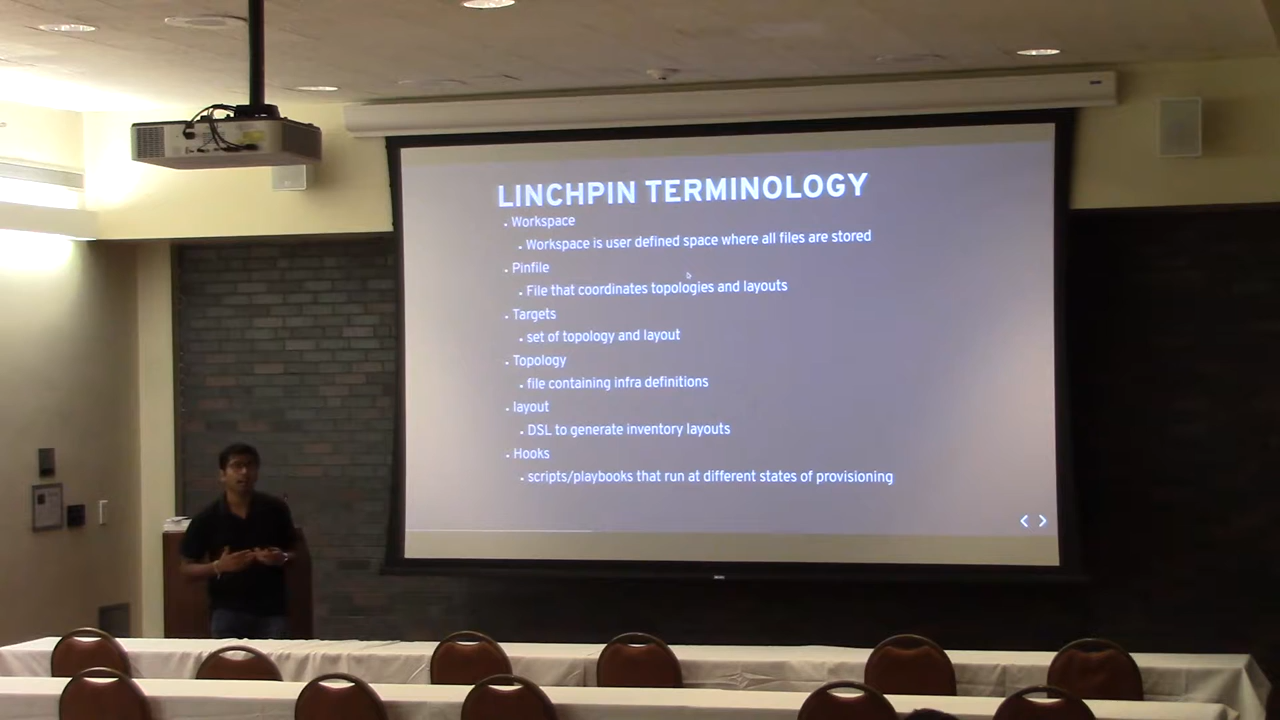 LINCHPIN TERMINOLOGY
Workspace
Workspace is user defined space where all files are stored
Pinfile
File that coordinates topologies and layouts
Targets
set of topology and layout
Topology
file containing infra definitions
layout
DSL to generate inventory layouts
Hooks
scripts/playbooks that run at different states of provisioning